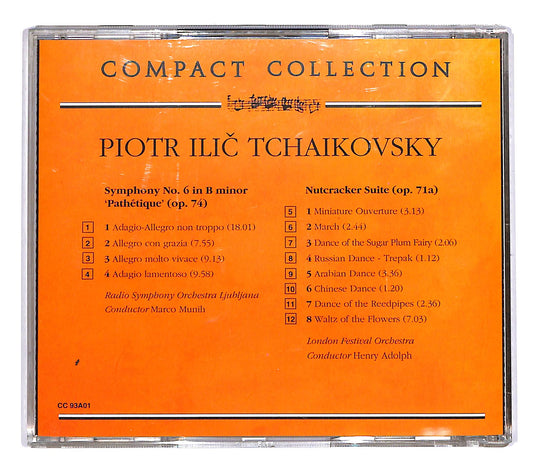 COMPACT COLLECTION
PIOTR ILIČ TCHAIKOVSKY
Symphony No. 6 in B minor
'Pathétique' (op. 74)
1 1 Adagio-Allegro non troppo (18.01)
2 2 Allegro con grazia (7.55)
3 3 Allegro molto vivace (9.13)
4 4 Adagio lamentoso (9.58)
Radio Symphony Orchestra Ljubljana
Conductor Marco Munih
Nutcracker Suite (op. 71a)
5 1 Miniature Ouverture (3.13)
6 2 March (2.44)
7 3 Dance of the Sugar Plum Fairy (2.06)
8 4 Russian Dance - Trepak (1.12)
9 5 Arabian Dance (3.36)
10 6 Chinese Dance (1.20)
11 7 Dance of the Reedpipes (2.36)
12 8 Waltz of the Flowers (7.03)
London Festival Orchestra
Conductor Henry Adolph
CC 93A01